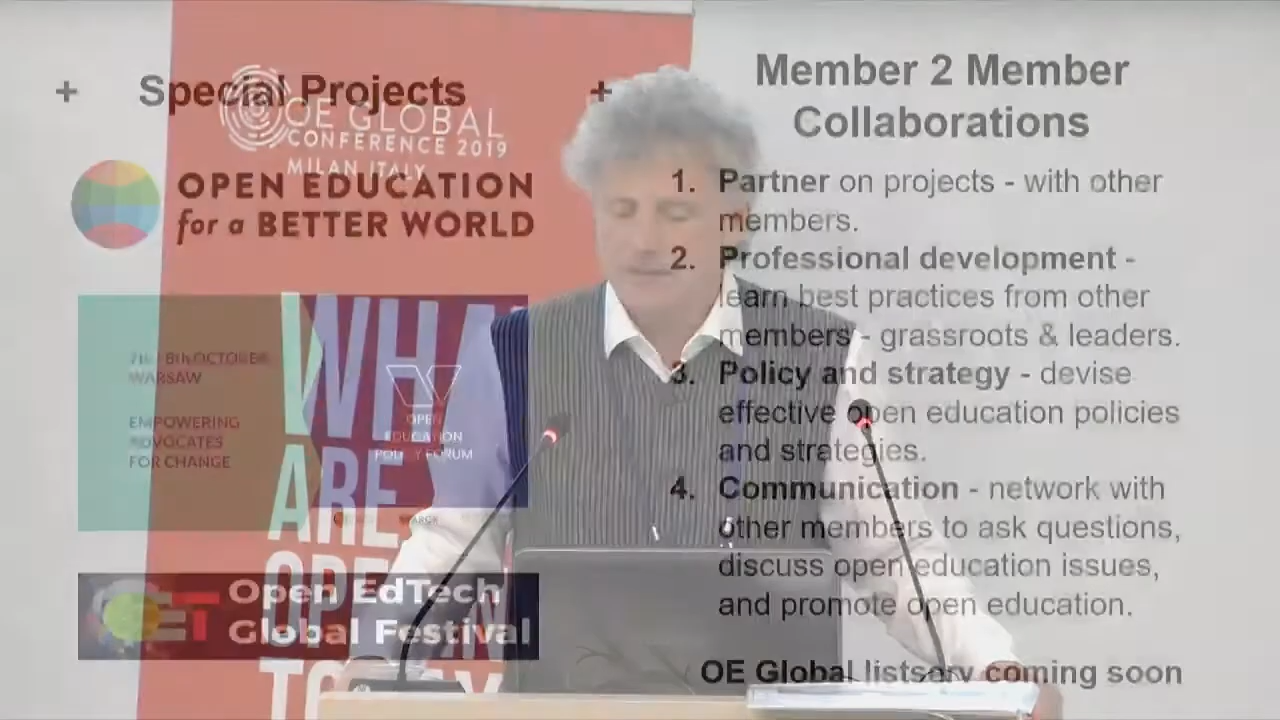 + Special Projects
OE GLOBAL
CONFERENCE 2019
MILAN ITALY
OPEN EDUCATION
for a BETTER WORLD
WARSAW
EMPOWERING
ADVOCATES
FOR CHANGE
OPEN
EDUCATION
POLICY FORUM
ARE
Open EdTech
Global Festival
+ Member 2 Member
Collaborations
1. Partner on projects - with other
members.
2. Professional development -
learn best practices from other
members - grassroots & leaders.
3. Policy and strategy - devise
effective open education policies
and strategies.
4. Communication - network with
other members to ask questions,
discuss open education issues,
and promote open education.
OE Global listserv coming soon